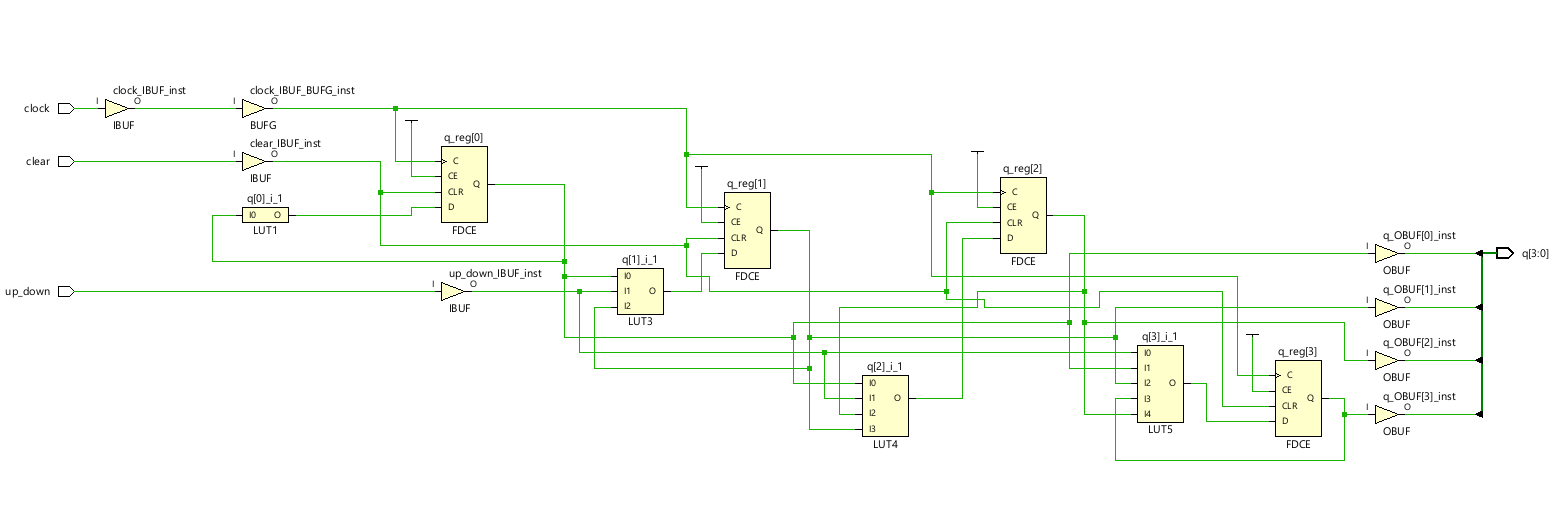 clock
I
clock_IBUF_inst
O
IBUF
I
clock_IBUF_BUFG_inst
O
BUFG
clear
I
clear_IBUF_inst
O
IBUF
q[0]_i_1
I0 O
LUT1
q_reg[0]
C
CE
CLR
D
Q
FDCE
up_down
I
up_down_IBUF_inst
O
IBUF
q[1]_i_1
I0
I1
I2
O
LUT3
q_reg[1]
C
CE
CLR
D
Q
FDCE
q[2]_i_1
I0
I1
I2
I3
O
LUT4
q_reg[2]
C
CE
CLR
D
Q
FDCE
q[3]_i_1
I0
I1
I2
I3
I4
O
LUT5
q_reg[3]
C
CE
CLR
D
Q
FDCE
q_OBUF[0]_inst
I
O
OBUF
q_OBUF[1]_inst
I
O
OBUF
q_OBUF[2]_inst
I
O
OBUF
q_OBUF[3]_inst
I
O
OBUF
q[3:0]